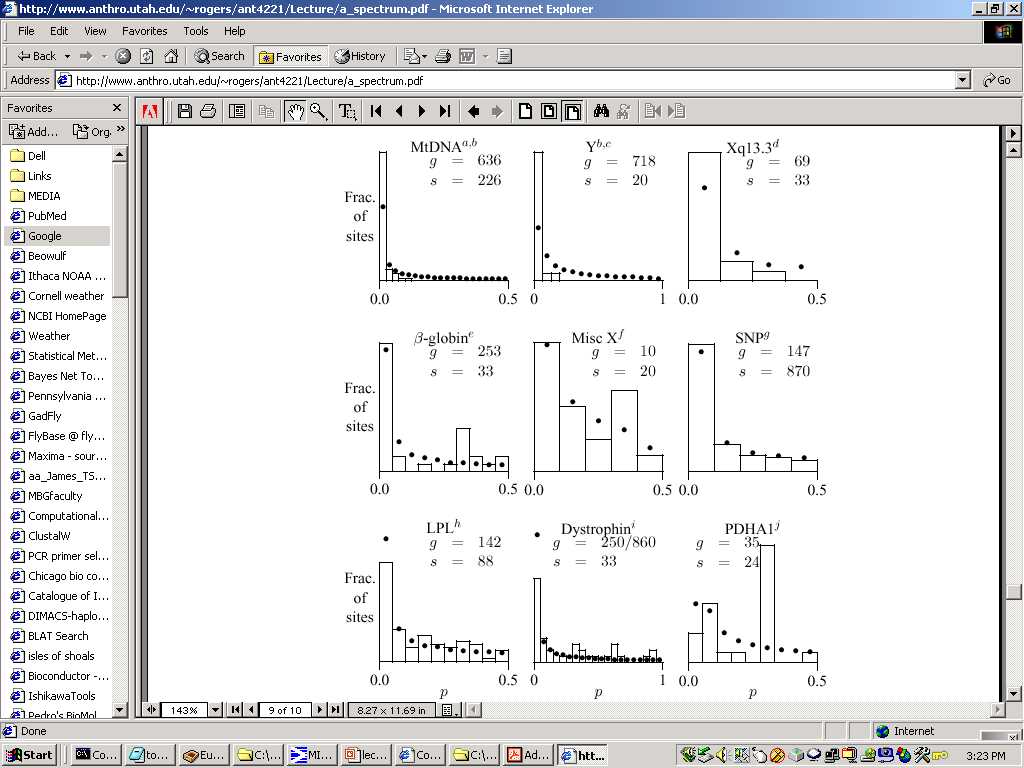 http://www.anthro.utah.edu/~rogers/ant4221/Lecture/a_spectrum.pdf - Microsoft Internet Explorer
File Edit View Favorites Tools Help
Back Search Favorites History
Address http://www.anthro.utah.edu/~rogers/ant4221/Lecture/a_spectrum.pdf Go
Favorites
Add... Org.
Dell
Links
MEDIA
PubMed
Google
Beowulf
Ithaca NOAA ...
Cornell weather
NCBI HomePage
Weather
Statistical Met...
Bayes Net To...
Pennsylvania ...
GadFly
FlyBase @ fly...
Maxima - sour...
aa_James_TS...
MBGfaculty
Computational...
ClustalW
PCR primer sel...
Chicago bio co...
Catalogue of I...
DIMACS-haplo...
BLAT Search
isles of shoals
Bioconductor -...
IshikawaTools
Pedro's BioMol
MtDNA^a,b
g = 636
s = 226
Frac. of sites
0.0 0.5
Y^b,c
g = 718
s = 20
0 1
Xq13.3^d
g = 69
s = 33
0.0 0.5
β-globin^e
g = 253
s = 33
Frac. of sites
0.0 0.5
Misc X^f
g = 10
s = 20
0.0 0.5
SNP^g
g = 147
s = 870
0.0 0.5
LPL^h
g = 142
s = 88
Frac. of sites
0.0 0.5
p
Dystrophin^i
g = 250/860
s = 33
0 1
p
PDHA1^j
g = 35
s = 24
0.0 0.5
p
143% 9 of 10 8.27 x 11.69 in
Done Internet
Start Co... to... Eu... C:\... MI... lec... Co... C:\... Ad... htt... 3:23 PM